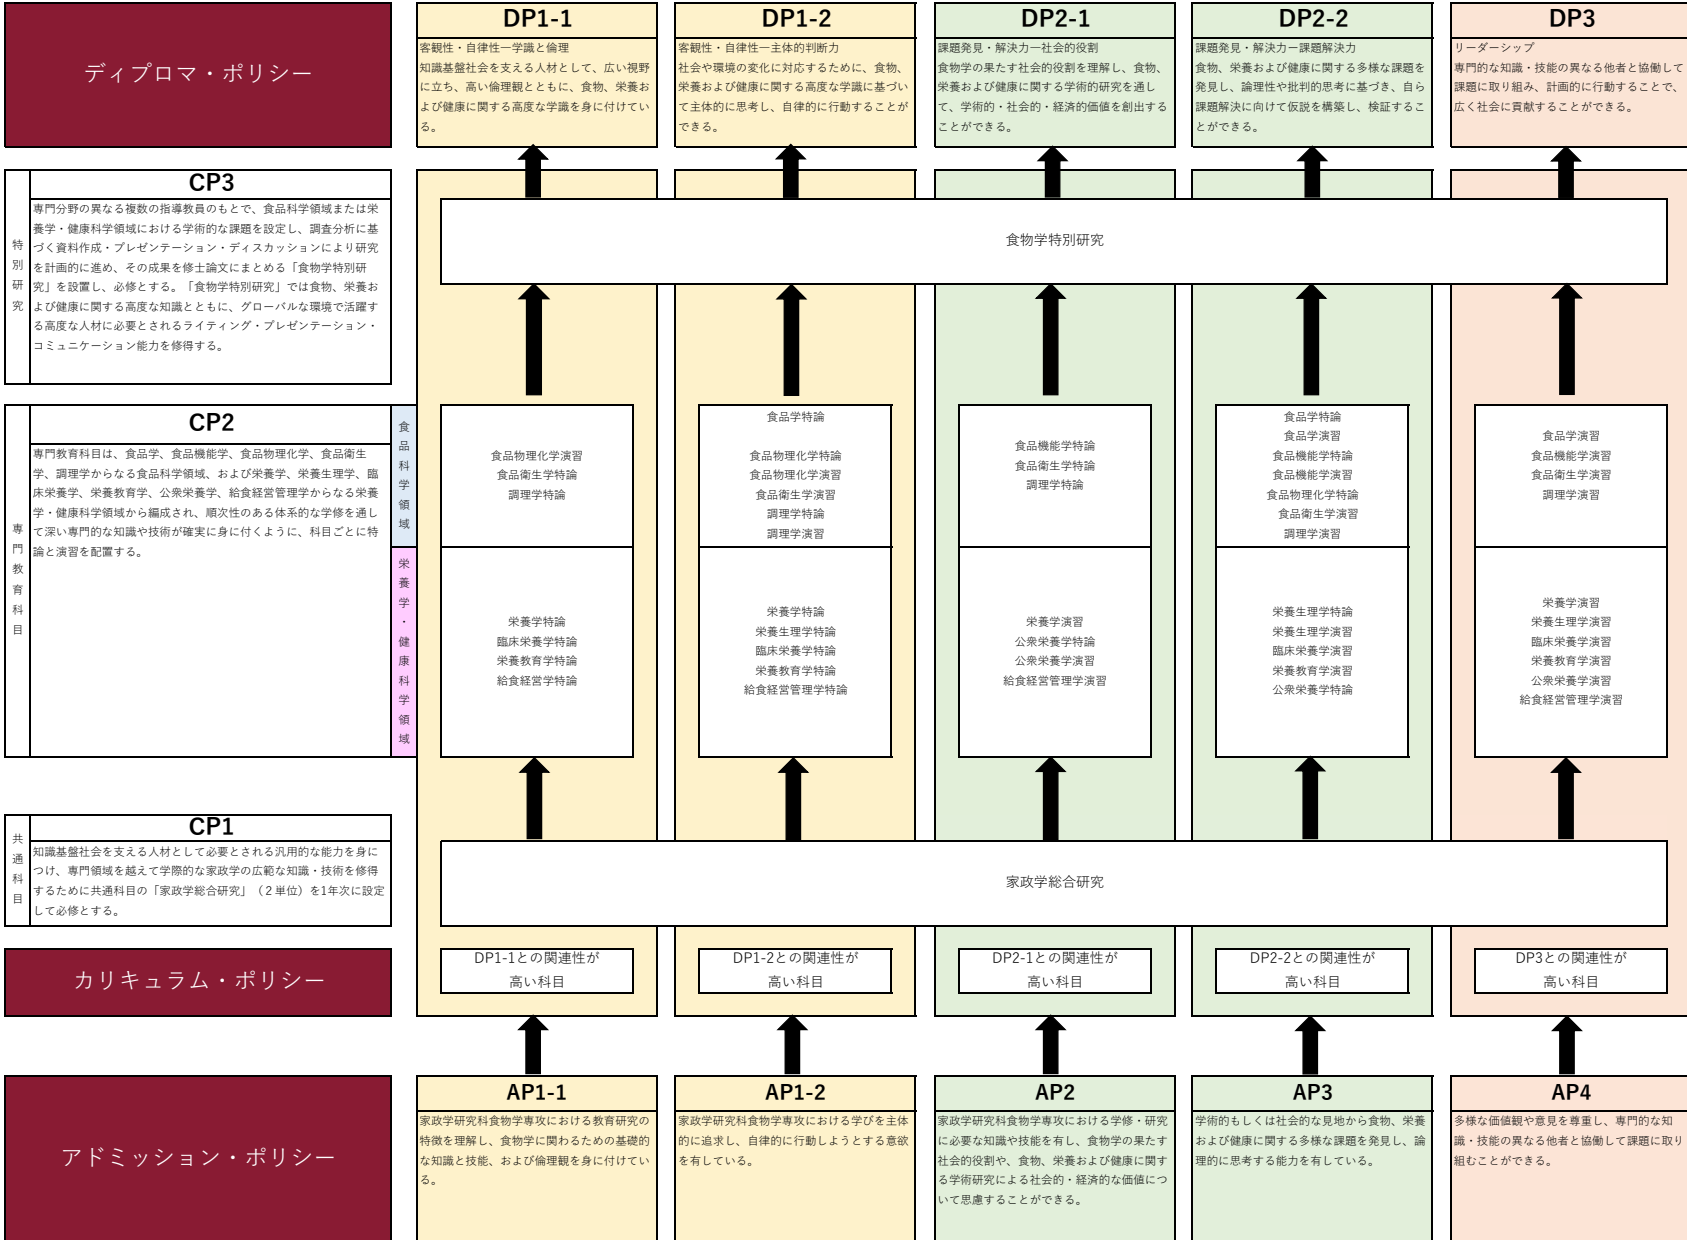 ディプロマ・ポリシー
DP1-1
客観性・自律性ー学識と倫理
知識基盤社会を支える人材として、広い視野
に立ち、高い倫理観とともに、食物、栄養お
よび健康に関する高度な学識を身に付けてい
る。
DP1-2
客観性・自律性ー主体的判断力
社会や環境の変化に対応するために、食物、
栄養および健康に関する高度な学識に基づい
て主体的に思考し、自律的に行動することが
できる。
DP2-1
課題発見・解決力ー社会的役割
食物学の果たす社会的役割を理解し、食物、
栄養および健康に関する学術的研究を通し
て、学術的・社会的・経済的価値を創出する
ことができる。
DP2-2
課題発見・解決力ー課題解決力
食物、栄養および健康に関する多様な課題を
発見し、論理性や批判的思考に基づき、自ら
課題解決に向けて仮説を構築し、検証するこ
とができる。
DP3
リーダーシップ
専門的な知識・技能の異なる他者と協働して
課題に取り組み、計画的に行動することで、
広く社会に貢献することができる。
特別研究
CP3
専門分野の異なる複数の指導教員のもとで、食品科学領域または栄
養学・健康科学領域における学術的な課題を設定し、調査分析に基
づく資料作成・プレゼンテーション・ディスカッションにより研究
を計画的に進め、その成果を修士論文にまとめる「食物学特別研
究」を設置し、必修とする。「食物学特別研究」では食物、栄養お
よび健康に関する高度な知識とともに、グローバルな環境で活躍す
る高度な人材に必要とされるライティング・プレゼンテーション・
コミュニケーション能力を修得する。
食物学特別研究
専門教育科目
CP2
専門教育科目は、食品学、食品機能学、食品物理化学、食品衛生
学、調理学からなる食品科学領域、および栄養学、栄養生理学、臨
床栄養学、栄養教育学、公衆栄養学、給食経営管理学からなる栄養
学・健康科学領域から編成され、順次性のある体系的な学修を通し
て深い専門的な知識や技術が確実に身に付くように、科目ごとに特
論と演習を配置する。
食品科学領域
食品物理化学演習
食品衛生学特論
調理学特論
食品学特論
食品物理化学特論
食品物理化学演習
食品衛生学演習
調理学特論
調理学演習
食品機能学特論
食品衛生学特論
調理学特論
食品学特論
食品学演習
食品機能学特論
食品機能学演習
食品物理化学特論
食品衛生学演習
調理学演習
食品学演習
食品機能学演習
食品衛生学演習
調理学演習
栄養学・健康科学領域
栄養学特論
臨床栄養学特論
栄養教育学特論
給食経営学特論
栄養学特論
栄養生理学特論
臨床栄養学特論
栄養教育学特論
給食経営管理学特論
栄養学演習
公衆栄養学特論
公衆栄養学演習
給食経営管理学演習
栄養生理学特論
栄養生理学演習
臨床栄養学演習
栄養教育学演習
公衆栄養学特論
栄養学演習
栄養生理学演習
臨床栄養学演習
栄養教育学演習
公衆栄養学演習
給食経営管理学演習
共通科目
CP1
知識基盤社会を支える人材として必要とされる汎用的な能力を身に
つけ、専門領域を越えて学際的な家政学の広範な知識・技術を修得
するために共通科目の「家政学総合研究」（２単位）を1年次に設定
して必修とする。
家政学総合研究
カリキュラム・ポリシー
DP1-1との関連性が
高い科目
DP1-2との関連性が
高い科目
DP2-1との関連性が
高い科目
DP2-2との関連性が
高い科目
DP3との関連性が
高い科目
アドミッション・ポリシー
AP1-1
家政学研究科食物学専攻における教育研究の
特徴を理解し、食物学に関わるための基礎的
な知識と技能、および倫理観を身に付けてい
る。
AP1-2
家政学研究科食物学専攻における学びを主体
的に追求し、自律的に行動しようとする意欲
を有している。
AP2
家政学研究科食物学専攻における学修・研究
に必要な知識や技能を有し、食物学の果たす
社会的役割や、食物、栄養および健康に関す
る学術研究による社会的・経済的な価値につ
いて思慮することができる。
AP3
学術的もしくは社会的な見地から食物、栄養
および健康に関する多様な課題を発見し、論
理的に思考する能力を有している。
AP4
多様な価値観や意見を尊重し、専門的な知
識・技能の異なる他者と協働して課題に取り
組むことができる。